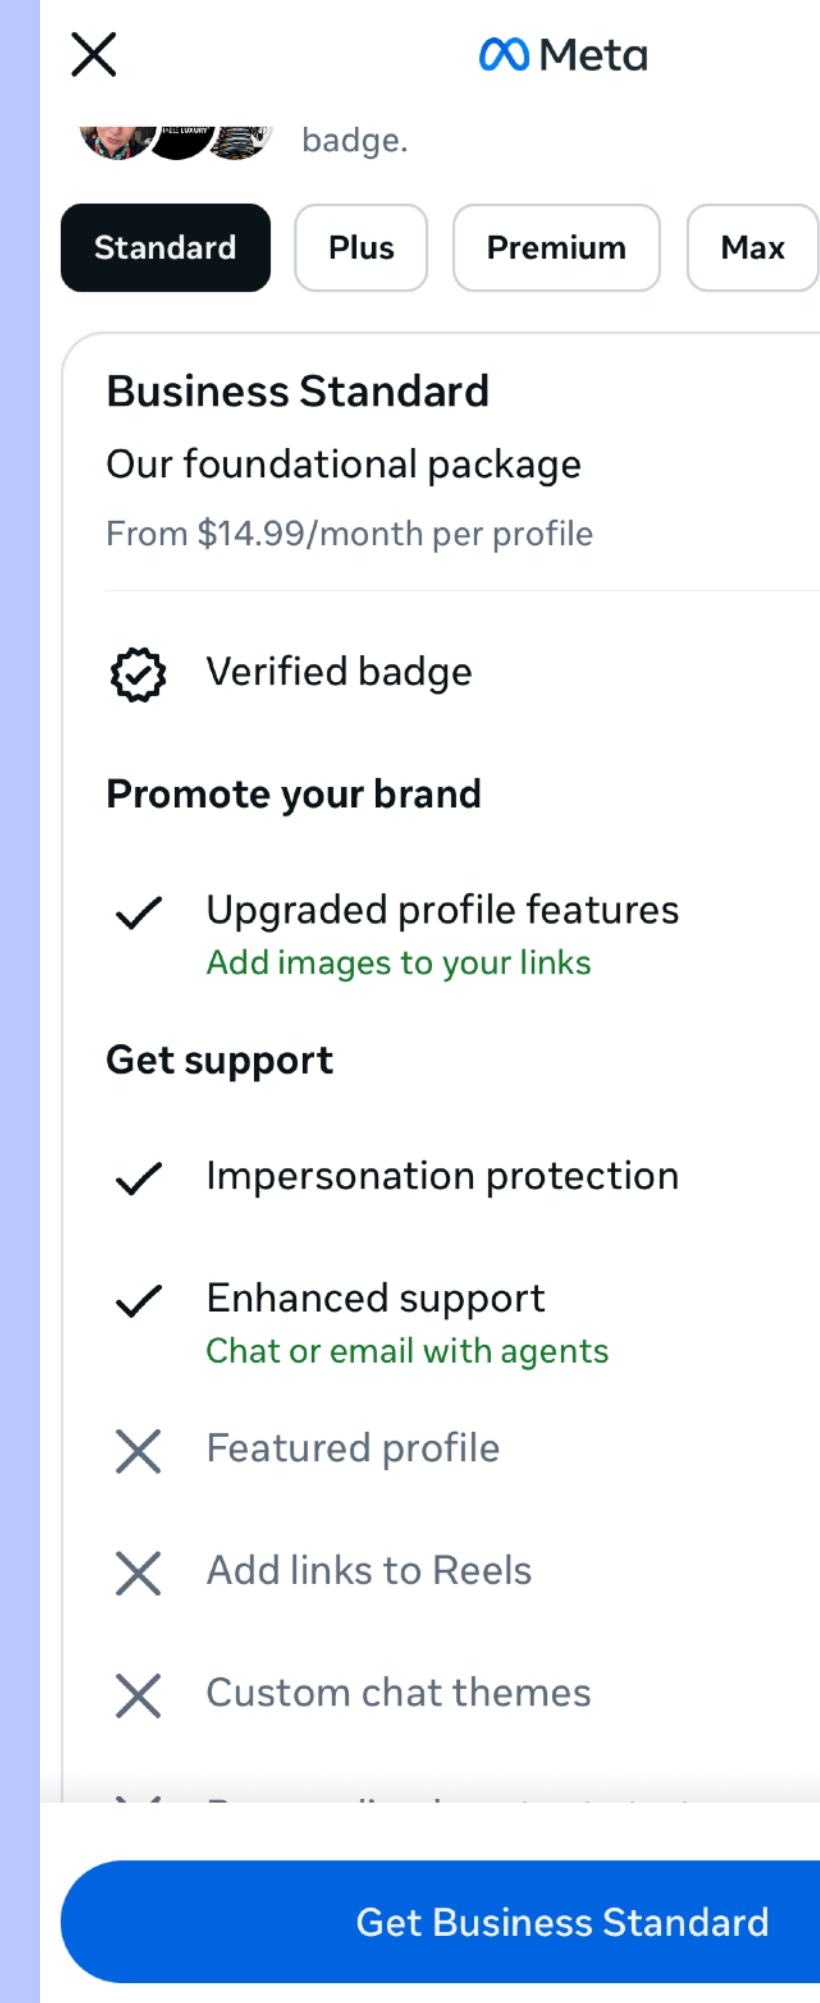 Meta
badge.
Standard
Plus
Premium
Max
Business Standard
Our foundational package
From $14.99/month per profile
Verified badge
Promote your brand
Upgraded profile features
Add images to your links
Get support
Impersonation protection
Enhanced support
Chat or email with agents
Featured profile
Add links to Reels
Custom chat themes
Get Business Standard